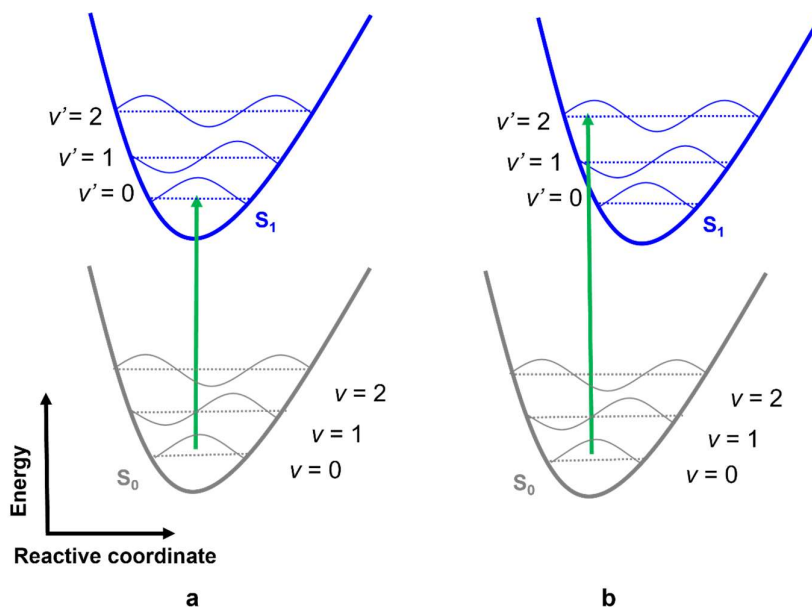 v'= 2
v'= 1
v'= 0
S₁
v = 2
v = 1
v = 0
S₀
Energy
Reactive coordinate
a
v'= 2
v'= 1
v'= 0
S₁
v = 2
v = 1
v = 0
S₀
b